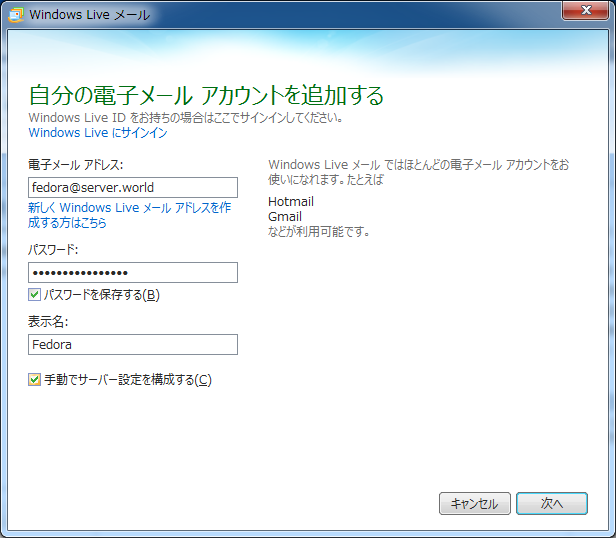 Windows Live メール
自分の電子メール アカウントを追加する
Windows Live ID をお持ちの場合はここでサインインしてください。
Windows Live にサインイン
電子メール アドレス:
fedora@server.world
新しく Windows Live メール アドレスを作
成する方はこちら
パスワード:
••••••••••••••••
パスワードを保存する(B)
表示名:
Fedora
手動でサーバー設定を構成する(C)
Windows Live メール ではほとんどの電子メール アカウントをお
使いになれます。たとえば
Hotmail
Gmail
などが利用可能です。
キャンセル
次へ